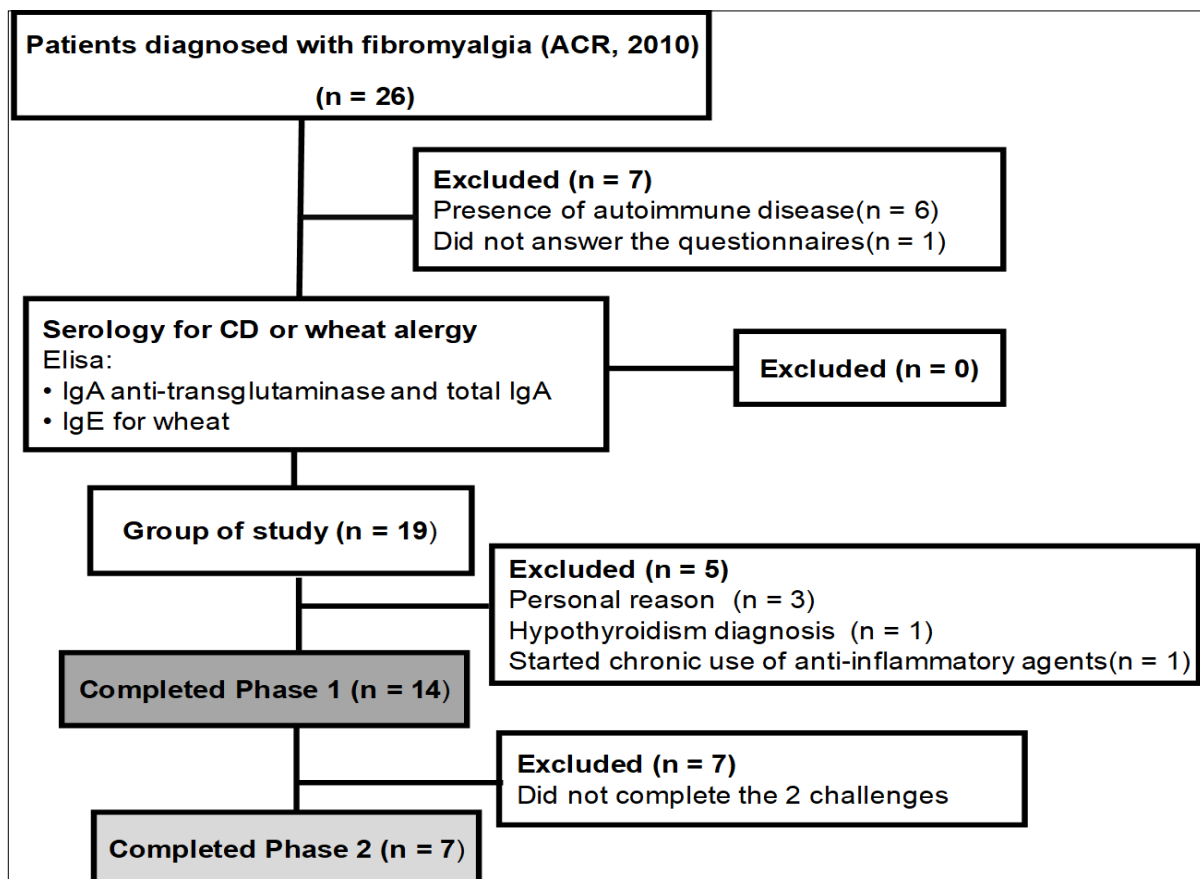 Patients diagnosed with fibromyalgia (ACR, 2010)
(n = 26)
Excluded (n = 7)
Presence of autoimmune disease(n = 6)
Did not answer the questionnaires(n = 1)
Serology for CD or wheat alergy
Elisa:
• IgA anti-transglutaminase and total IgA
• IgE for wheat
Excluded (n = 0)
Group of study (n = 19)
Excluded (n = 5)
Personal reason (n = 3)
Hypothyroidism diagnosis (n = 1)
Started chronic use of anti-inflammatory agents(n = 1)
Completed Phase 1 (n = 14)
Excluded (n = 7)
Did not complete the 2 challenges
Completed Phase 2 (n = 7)